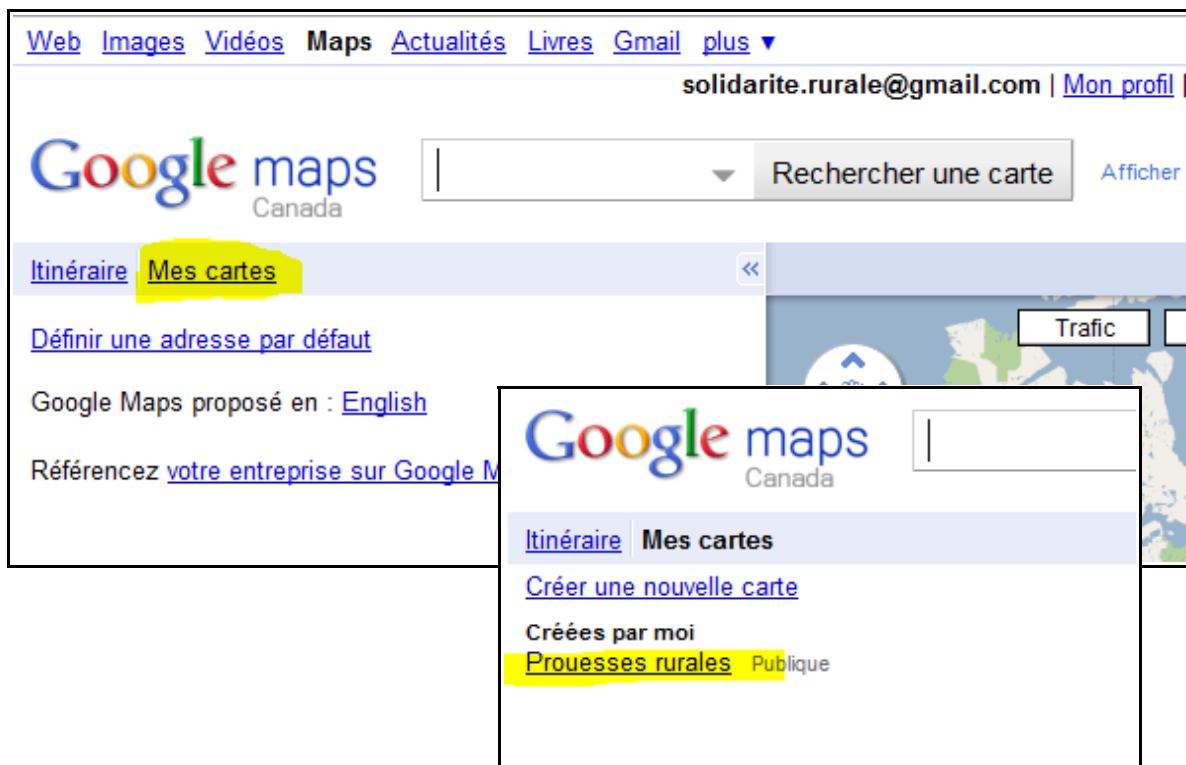 Web Images Vidéos Maps Actualités Livres Gmail plus ▼
solidarite.rurale@gmail.com | Mon profil |
Google maps
Canada
Rechercher une carte
Afficher
Itinéraire Mes cartes
«
Trafic
Définir une adresse par défaut
Google Maps proposé en : English
Référencez votre entreprise sur Google M
Google maps
Canada
Itinéraire Mes cartes
Créer une nouvelle carte
Créées par moi
Prouesses rurales Publique